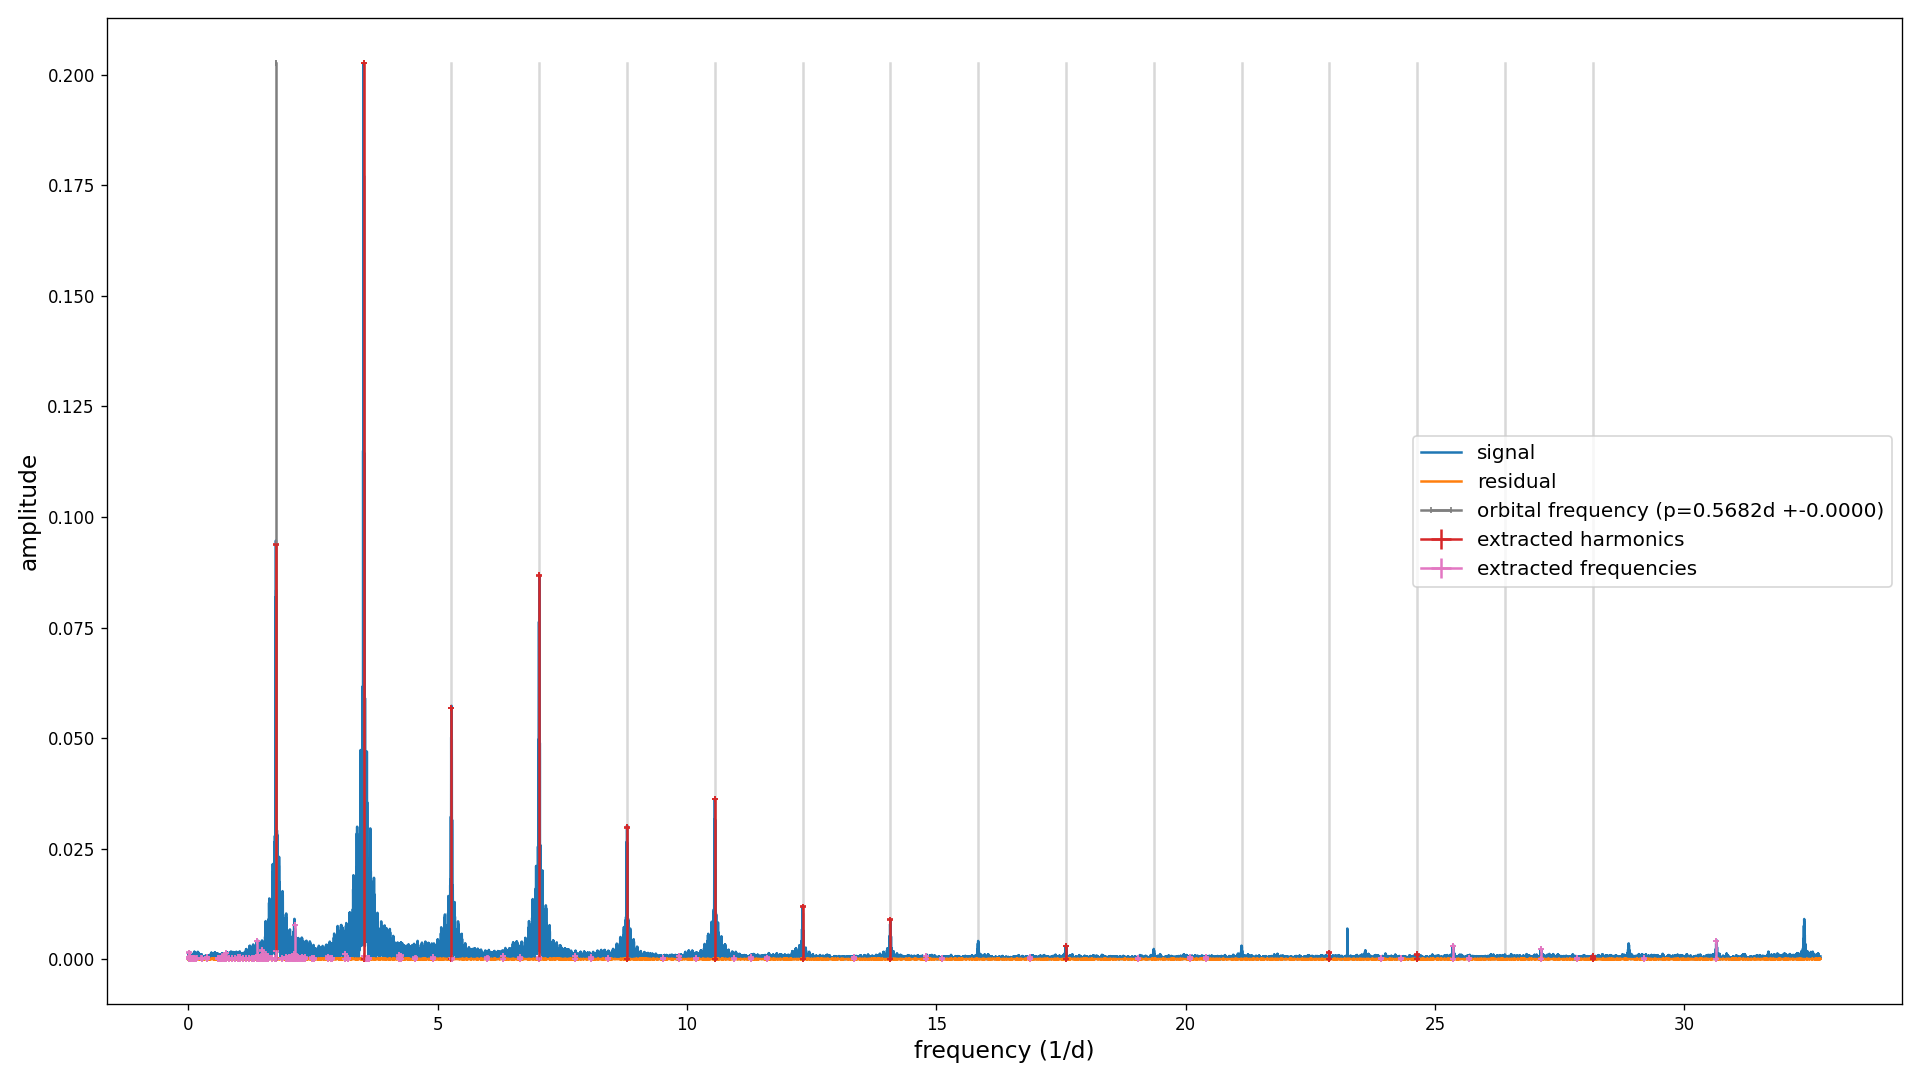 0.200
0.175
0.150
0.125
0.100
0.075
0.050
0.025
0.000
amplitude
signal
residual
orbital frequency (p=0.5682d +-0.0000)
extracted harmonics
extracted frequencies
0 5 10 15 20 25 30
frequency (1/d)